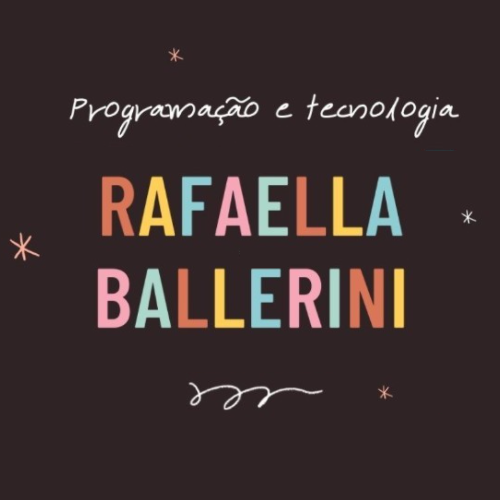 Programação e tecnologia
RAFAELLA
BALLERINI